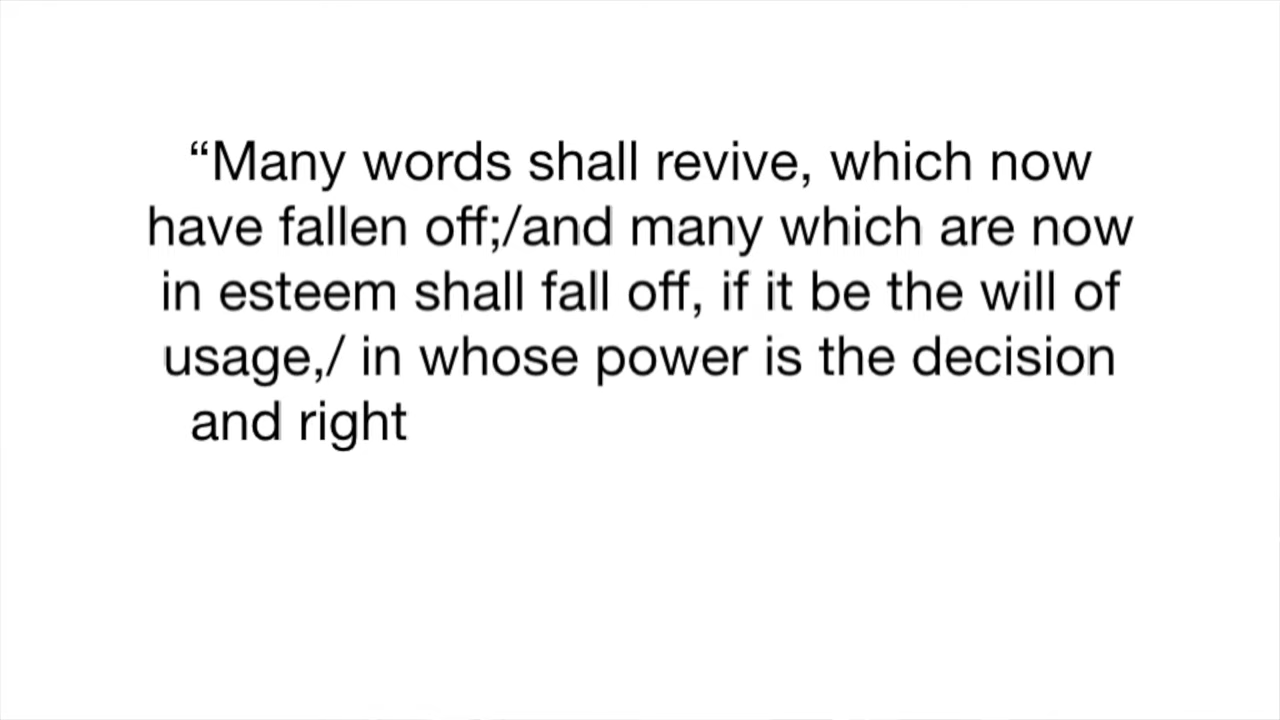 “Many words shall revive, which now
have fallen off;/and many which are now
in esteem shall fall off, if it be the will of
usage,/ in whose power is the decision
and right